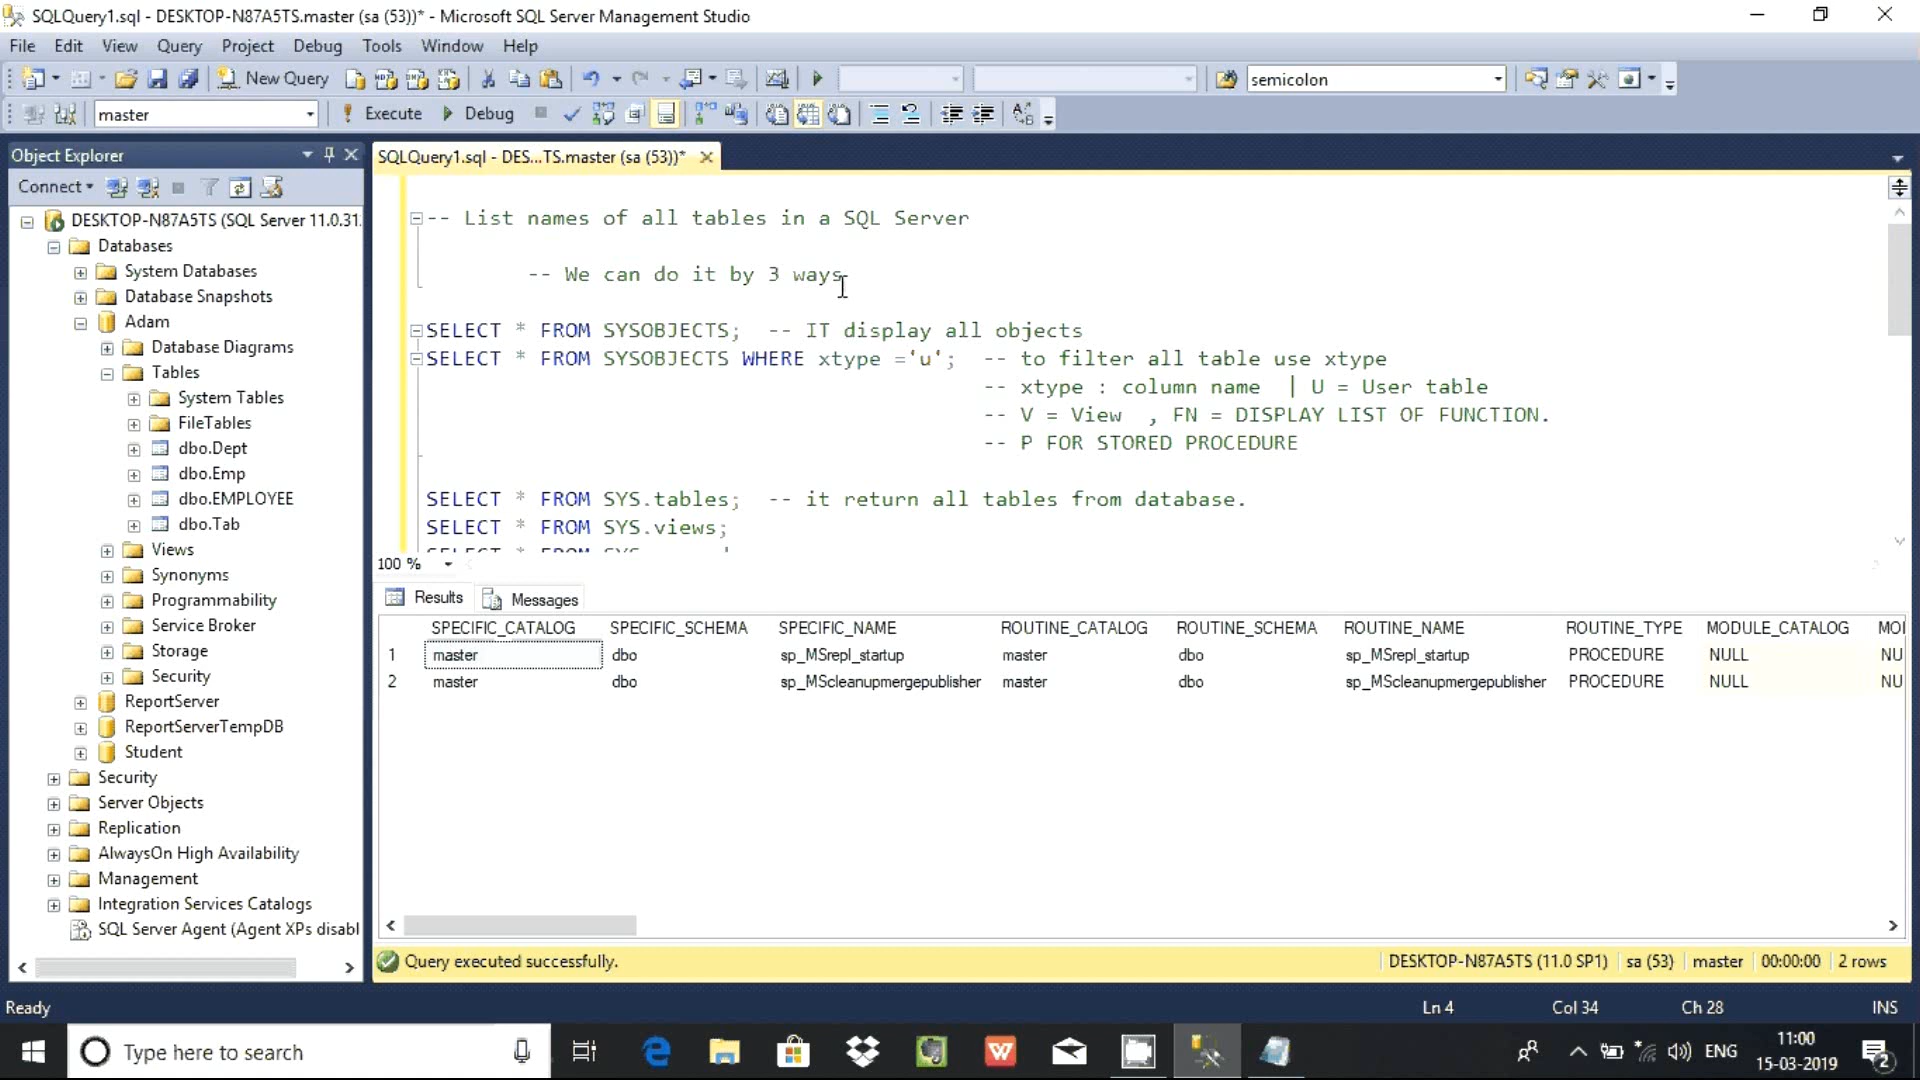 SQLQuery1.sql - DESKTOP-N87A5TS.master (sa (53))* - Microsoft SQL Server Management Studio
File Edit View Query Project Debug Tools Window Help
New Query semicolon
master Execute Debug
Object Explorer
Connect
DESKTOP-N87A5TS (SQL Server 11.0.31
Databases
System Databases
Database Snapshots
Adam
Database Diagrams
Tables
System Tables
FileTables
dbo.Dept
dbo.Emp
dbo.EMPLOYEE
dbo.Tab
Views
Synonyms
Programmability
Service Broker
Storage
Security
ReportServer
ReportServerTempDB
Student
Security
Server Objects
Replication
AlwaysOn High Availability
Management
Integration Services Catalogs
SQL Server Agent (Agent XPs disabl
SQLQuery1.sql - DES...TS.master (sa (53))*
-- List names of all tables in a SQL Server
-- We can do it by 3 ways
SELECT * FROM SYSOBJECTS; -- IT display all objects
SELECT * FROM SYSOBJECTS WHERE xtype ='u'; -- to filter all table use xtype
-- xtype : column name | U = User table
-- V = View , FN = DISPLAY LIST OF FUNCTION.
-- P FOR STORED PROCEDURE
SELECT * FROM SYS.tables; -- it return all tables from database.
SELECT * FROM SYS.views;
100 %
Results Messages
SPECIFIC_CATALOG SPECIFIC_SCHEMA SPECIFIC_NAME ROUTINE_CATALOG ROUTINE_SCHEMA ROUTINE_NAME ROUTINE_TYPE MODULE_CATALOG MO
1 master dbo sp_MSrepl_startup master dbo sp_MSrepl_startup PROCEDURE NULL NU
2 master dbo sp_MScleanupmergepublisher master dbo sp_MScleanupmergepublisher PROCEDURE NULL NU
Query executed successfully. DESKTOP-N87A5TS (11.0 SP1) sa (53) master 00:00:00 2 rows
Ready Ln 4 Col 34 Ch 28 INS
Type here to search ENG 11:00
15-03-2019
2